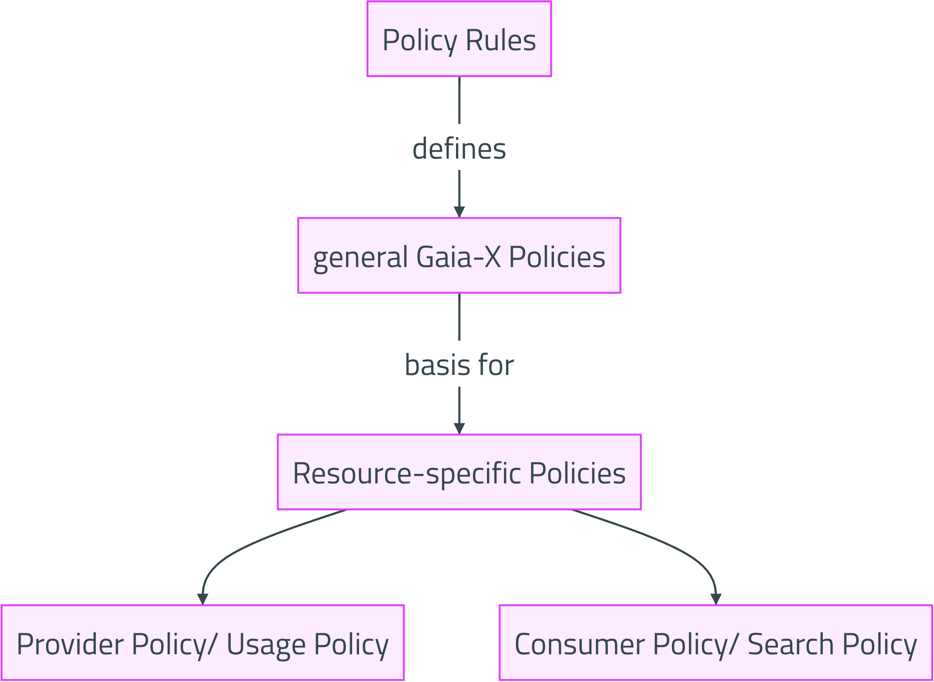 Policy Rules
defines
general Gaia-X Policies
basis for
Resource-specific Policies
Provider Policy/ Usage Policy
Consumer Policy/ Search Policy